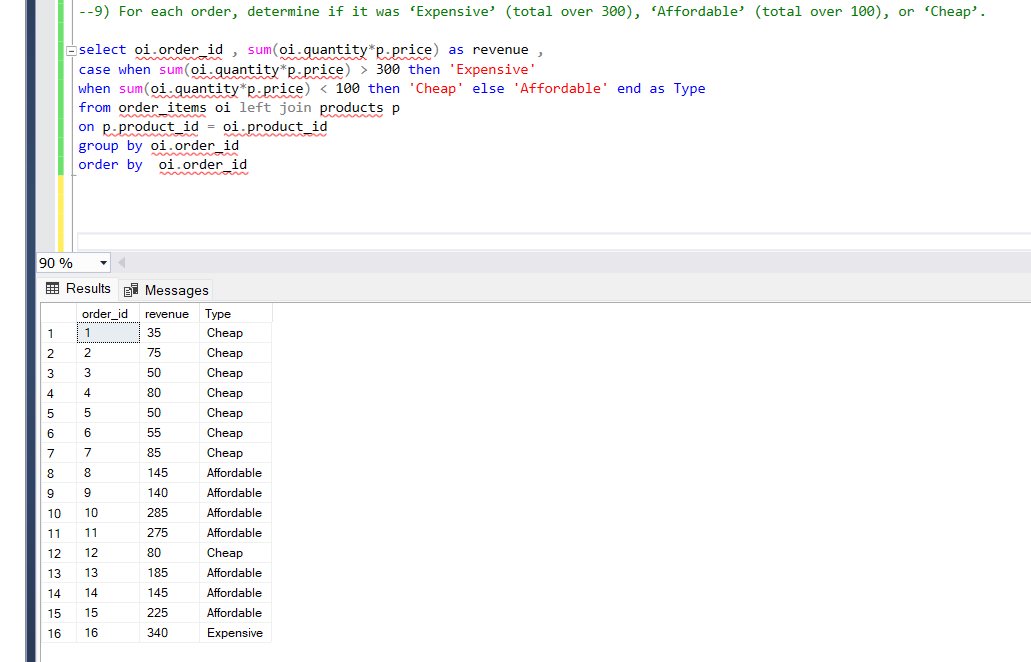 --9) For each order, determine if it was ‘Expensive’ (total over 300), ‘Affordable’ (total over 100), or ‘Cheap’.
select oi.order_id , sum(oi.quantity*p.price) as revenue ,
case when sum(oi.quantity*p.price) > 300 then 'Expensive'
when sum(oi.quantity*p.price) < 100 then 'Cheap' else 'Affordable' end as Type
from order_items oi left join products p
on p.product_id = oi.product_id
group by oi.order_id
order by  oi.order_id
90 %
Results Messages
order_id revenue Type
1 1 35 Cheap
2 2 75 Cheap
3 3 50 Cheap
4 4 80 Cheap
5 5 50 Cheap
6 6 55 Cheap
7 7 85 Cheap
8 8 145 Affordable
9 9 140 Affordable
10 10 285 Affordable
11 11 275 Affordable
12 12 80 Cheap
13 13 185 Affordable
14 14 145 Affordable
15 15 225 Affordable
16 16 340 Expensive